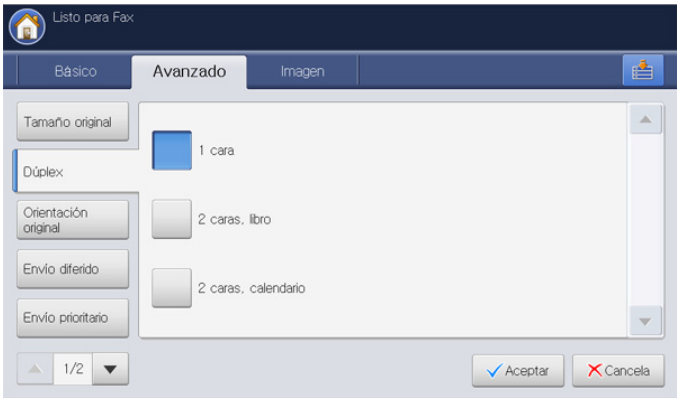 Listo para Fax
Básico
Avanzado
Imagen
Tamaño original
Dúplex
Orientación
original
Envío diferido
Envío prioritario
1/2
1 cara
2 caras, libro
2 caras, calendario
Aceptar
Cancela